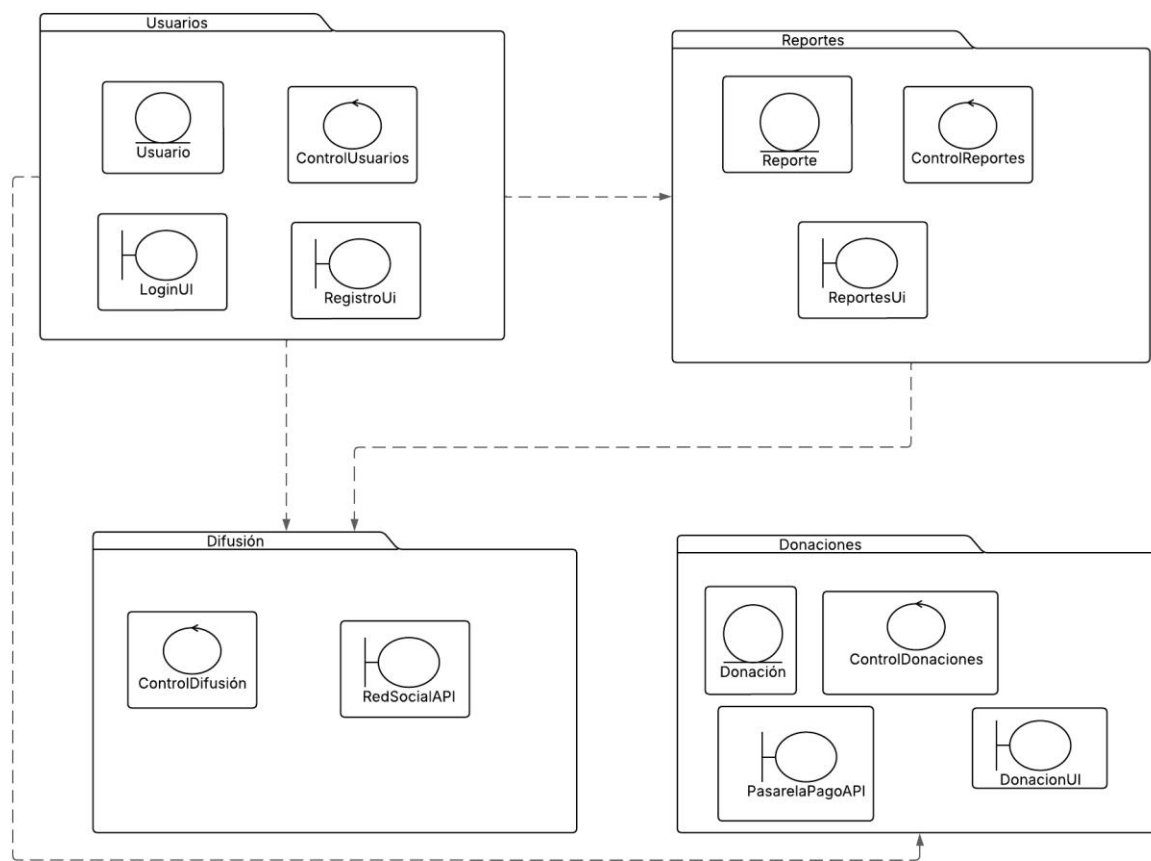 Usuarios
Usuario
ControlUsuarios
LoginUI
RegistroUi
Reportes
Reporte
ControlReportes
ReportesUi
Difusión
ControlDifusión
RedSocialAPI
Donaciones
Donación
ControlDonaciones
PasarelaPagoAPI
DonacionUI